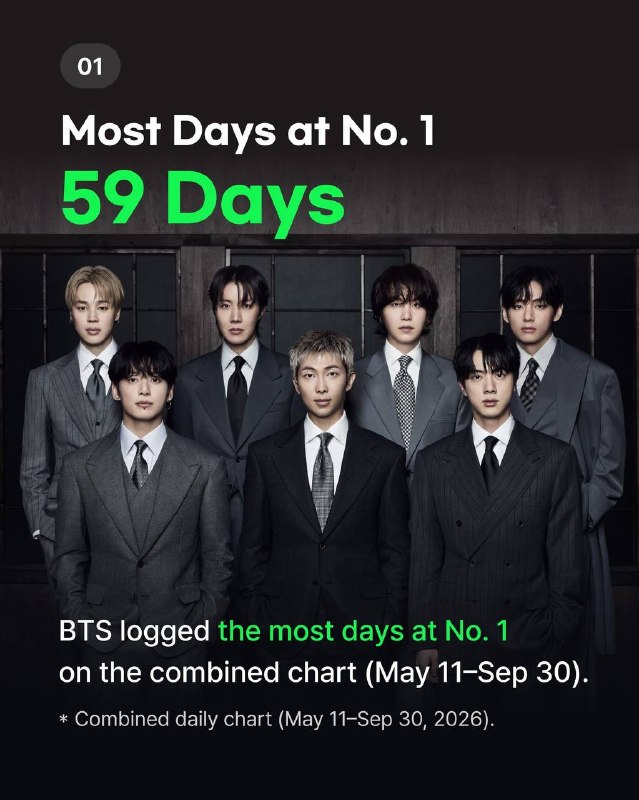 01
Most Days at No. 1
59 Days
BTS logged the most days at No. 1
on the combined chart (May 11–Sep 30).
* Combined daily chart (May 11–Sep 30, 2026).